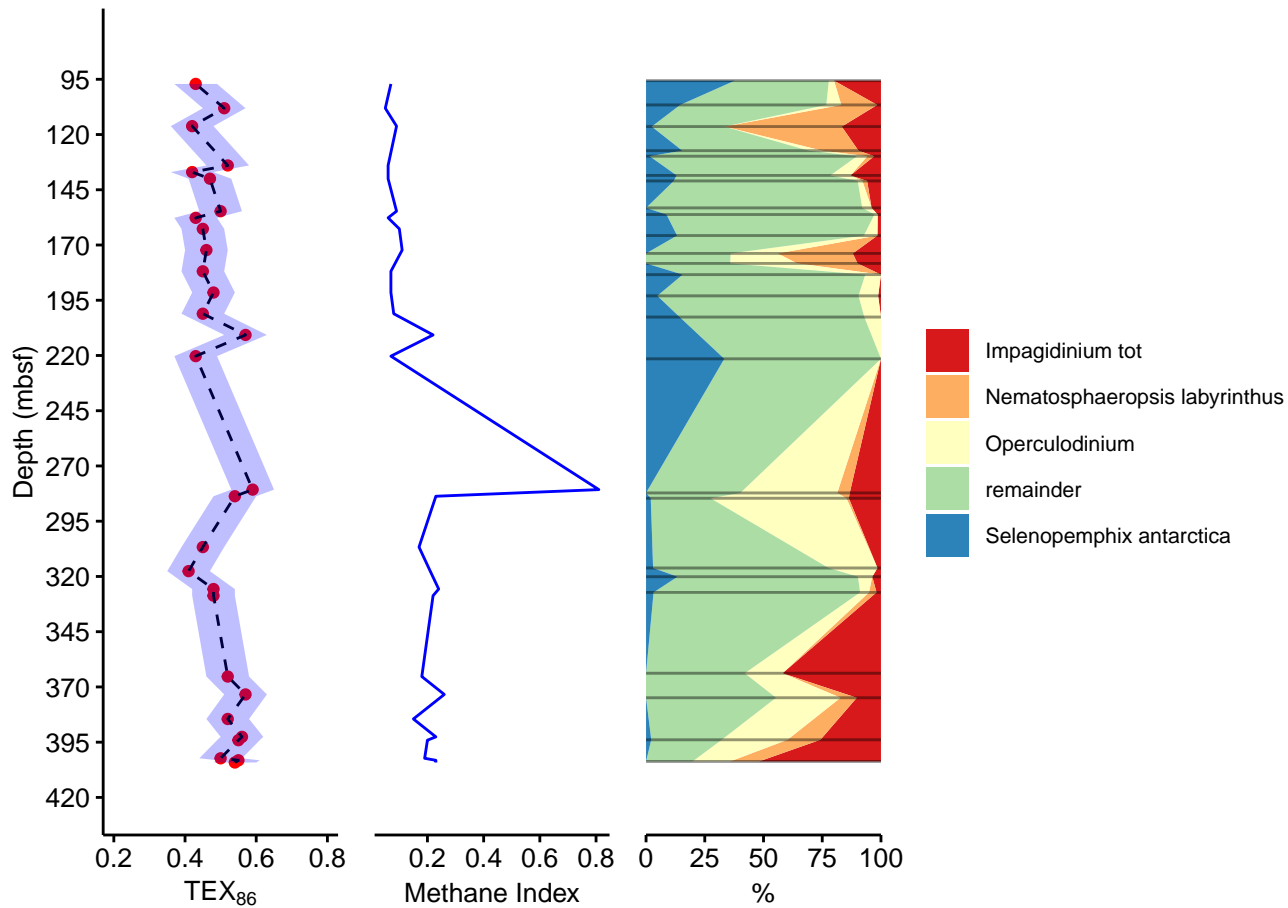 Depth (mbsf)
95
120
145
170
195
220
245
270
295
320
345
370
395
420
0.2 0.4 0.6 0.8
TEX86
0.2 0.4 0.6 0.8
Methane Index
0 25 50 75 100
%
Impagidinium tot
Nematosphaeropsis labyrinthus
Operculodinium
remainder
Selenopemphix antarctica